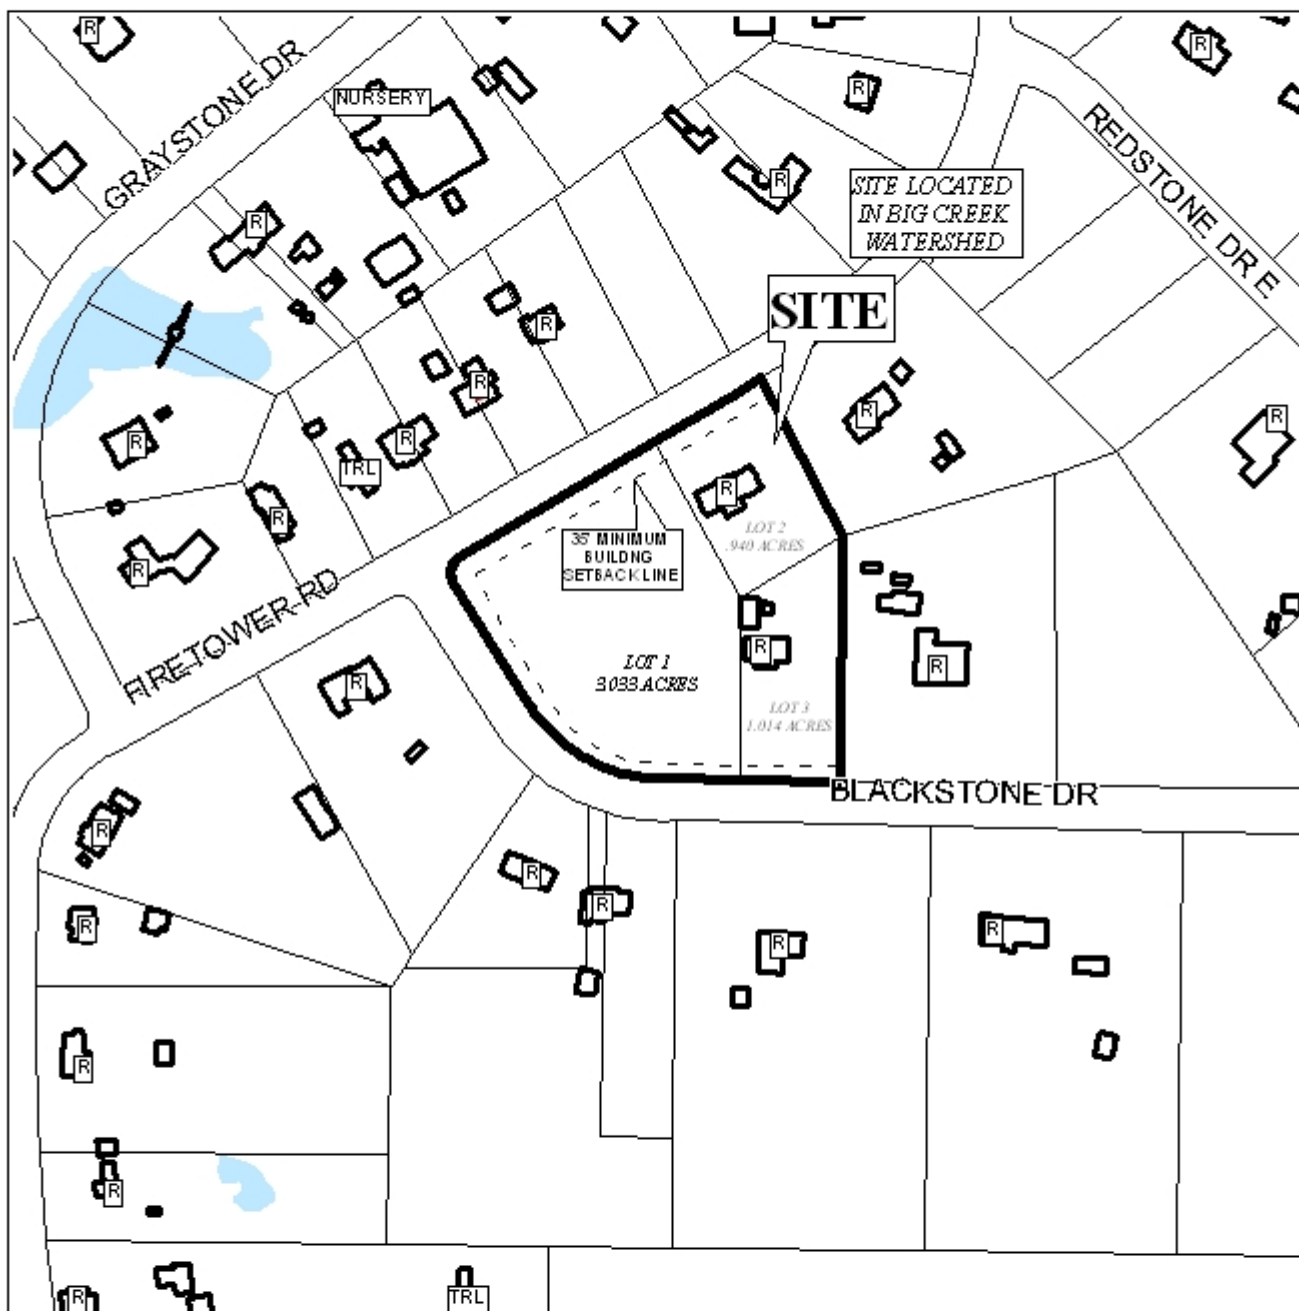 R
R
GRAYSTONE DR
NURSERY
R
REDSTONE DR E
R
SITE LOCATED
IN BIG CREEK
WATERSHED
R
SITE
R
R
R
R
R
R
TRL
R
R
LOT 2
.940 ACRES
R
35' MINIMUM
BUILDNG
SETBACK LINE
R
FIRETOWER RD
R
LOT 1
3.033 ACRES
R
R
LOT 3
1.014 ACRES
BLACKSTONE DR
R
R
R
R
R
R
R
R
R
TRL